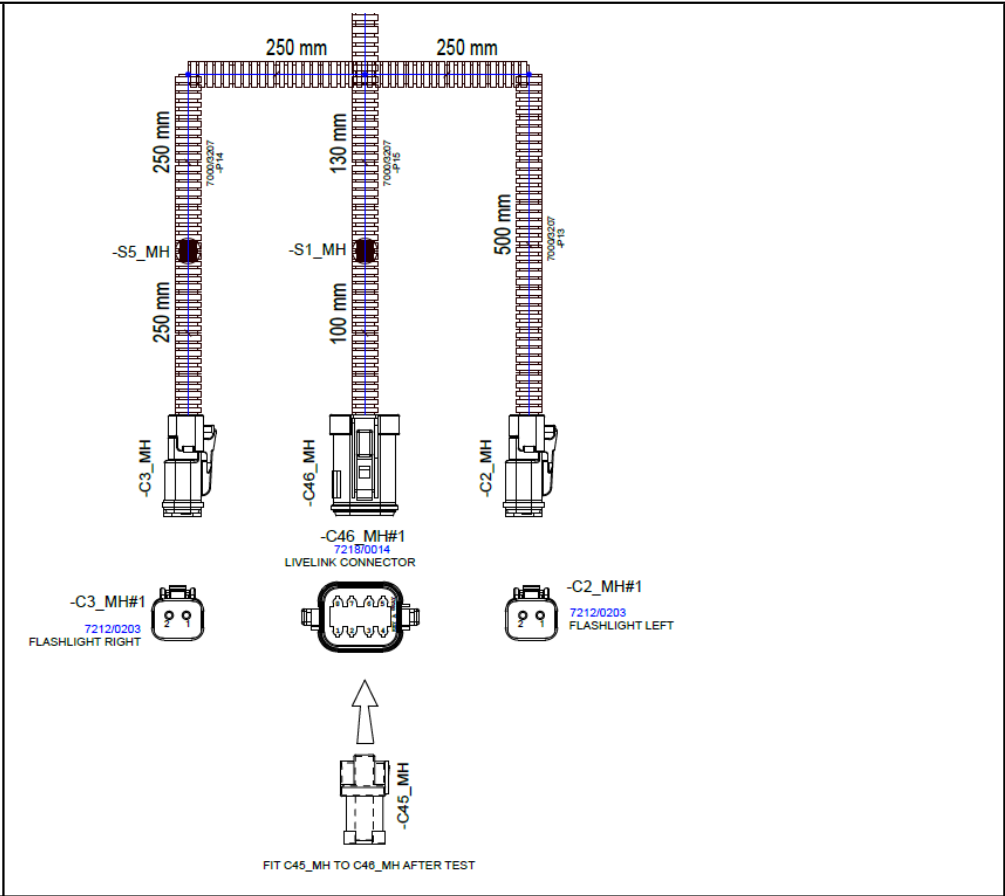 250 mm
250 mm
250 mm
7000/3207
-P14
130 mm
7000/3207
-P15
500 mm
7000/3207
-P13
-S5_MH
-S1_MH
250 mm
100 mm
-C3_MH
-C46_MH
-C2_MH
-C46_MH#1
7218/0014
LIVELINK CONNECTOR
-C3_MH#1
7212/0203
FLASHLIGHT RIGHT
2 1
-C2_MH#1
7212/0203
FLASHLIGHT LEFT
2 1
-C45_MH
FIT C45_MH TO C46_MH AFTER TEST